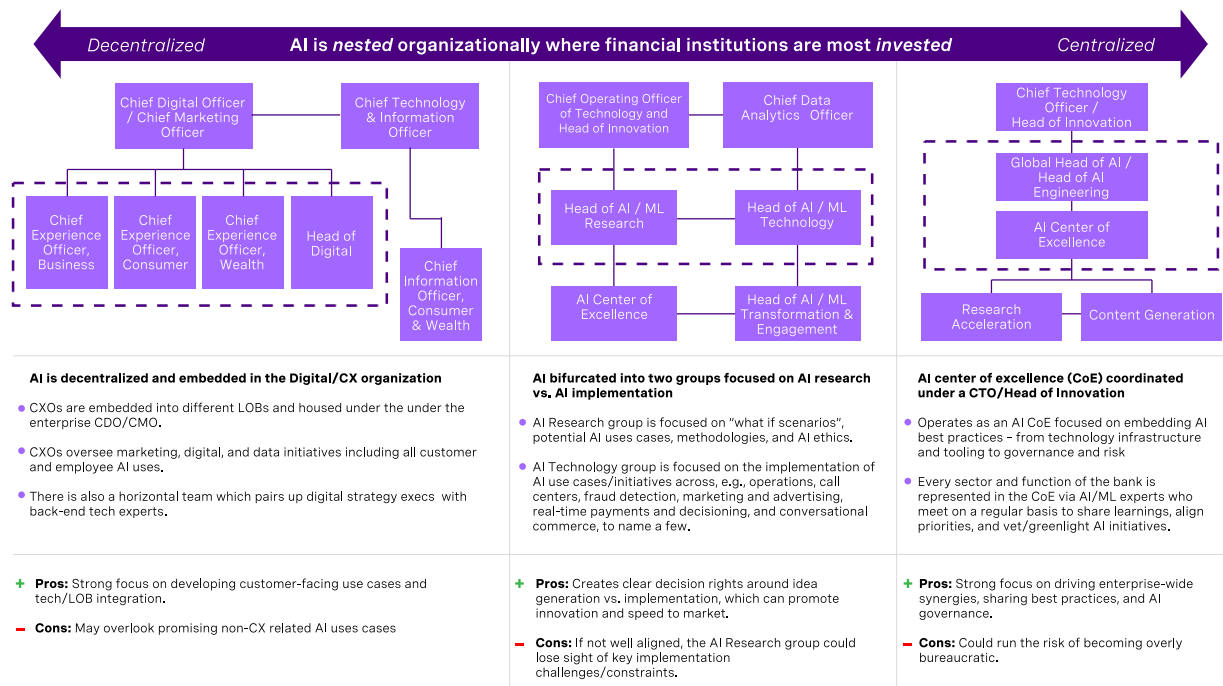 Decentralized
AI is nested organizationally where financial institutions are most invested
Centralized
Chief Digital Officer
/ Chief Marketing
Officer
Chief Technology
& Information
Officer
Chief
Experience
Officer,
Business
Chief
Experience
Officer,
Consumer
Chief
Experience
Officer,
Wealth
Head of
Digital
Chief
Information
Officer,
Consumer
& Wealth
Chief Operating Officer
of Technology and
Head of Innovation
Chief Data
Analytics Officer
Head of AI / ML
Research
Head of AI / ML
Technology
AI Center of
Excellence
Head of AI / ML
Transformation &
Engagement
Chief Technology
Officer /
Head of Innovation
Global Head of AI /
Head of AI
Engineering
AI Center of
Excellence
Research
Acceleration
Content Generation
AI is decentralized and embedded in the Digital/CX organization
• CXOs are embedded into different LOBs and housed under the under the
enterprise CDO/CMO.
• CXOs oversee marketing, digital, and data initiatives including all customer
and employee AI uses.
• There is also a horizontal team which pairs up digital strategy execs with
back-end tech experts.
+ Pros: Strong focus on developing customer-facing use cases and
tech/LOB integration.
– Cons: May overlook promising non-CX related AI uses cases
AI bifurcated into two groups focused on AI research
vs. AI implementation
• AI Research group is focused on "what if scenarios",
potential AI uses cases, methodologies, and AI ethics.
• AI Technology group is focused on the implementation of
AI use cases/initiatives across, e.g., operations, call
centers, fraud detection, marketing and advertising,
real-time payments and decisioning, and conversational
commerce, to name a few.
+ Pros: Creates clear decision rights around idea
generation vs. implementation, which can promote
innovation and speed to market.
– Cons: If not well aligned, the AI Research group could
lose sight of key implementation
challenges/constraints.
AI center of excellence (CoE) coordinated
under a CTO/Head of Innovation
• Operates as an AI CoE focused on embedding AI
best practices – from technology infrastructure
and tooling to governance and risk
• Every sector and function of the bank is
represented in the CoE via AI/ML experts who
meet on a regular basis to share learnings, align
priorities, and vet/greenlight AI initiatives.
+ Pros: Strong focus on driving enterprise-wide
synergies, sharing best practices, and AI
governance.
– Cons: Could run the risk of becoming overly
bureaucratic.